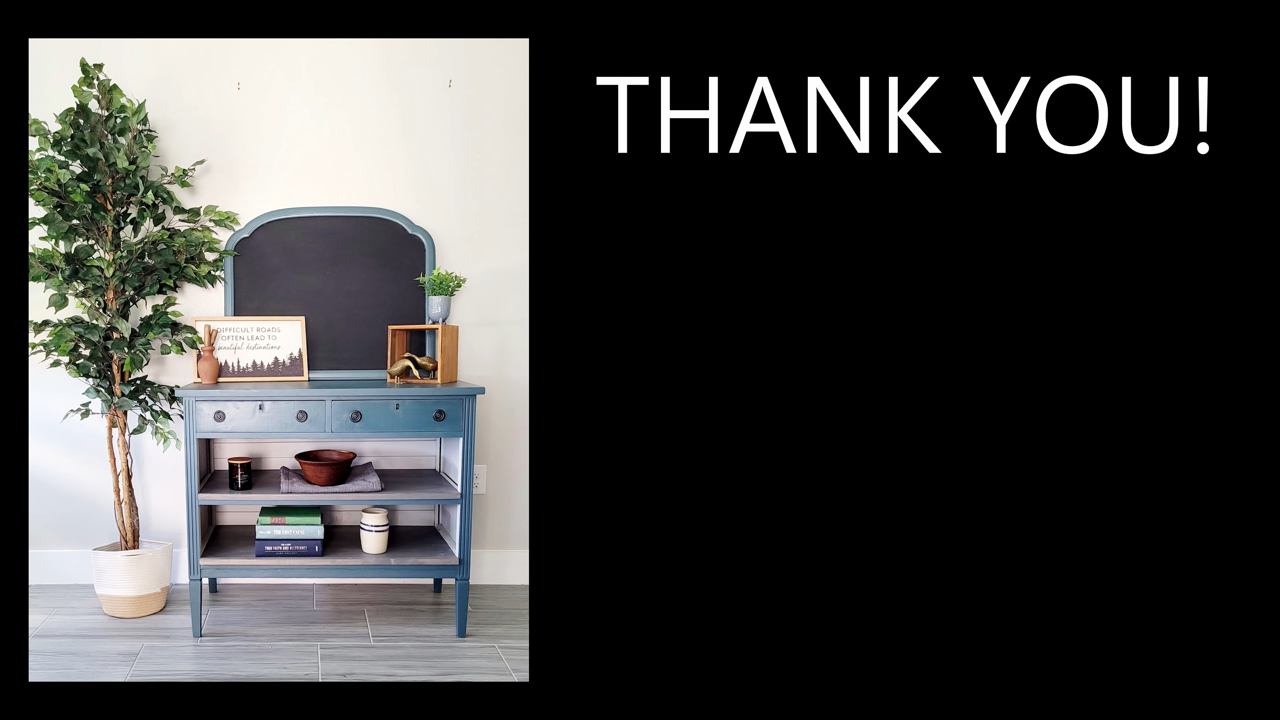 THANK YOU!
DIFFICULT ROADS
OFTEN LEAD TO
beautiful destinations